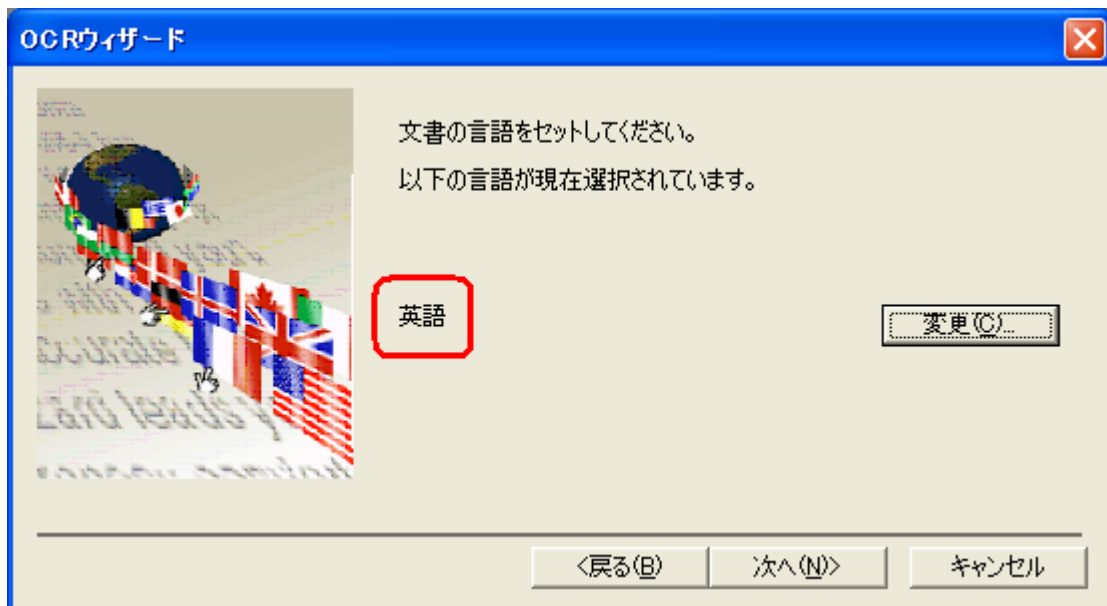 OCRウィザード
文書の言語をセットしてください。
以下の言語が現在選択されています。
英語
変更(C)...
<戻る(B)
次へ(N)>
キャンセル